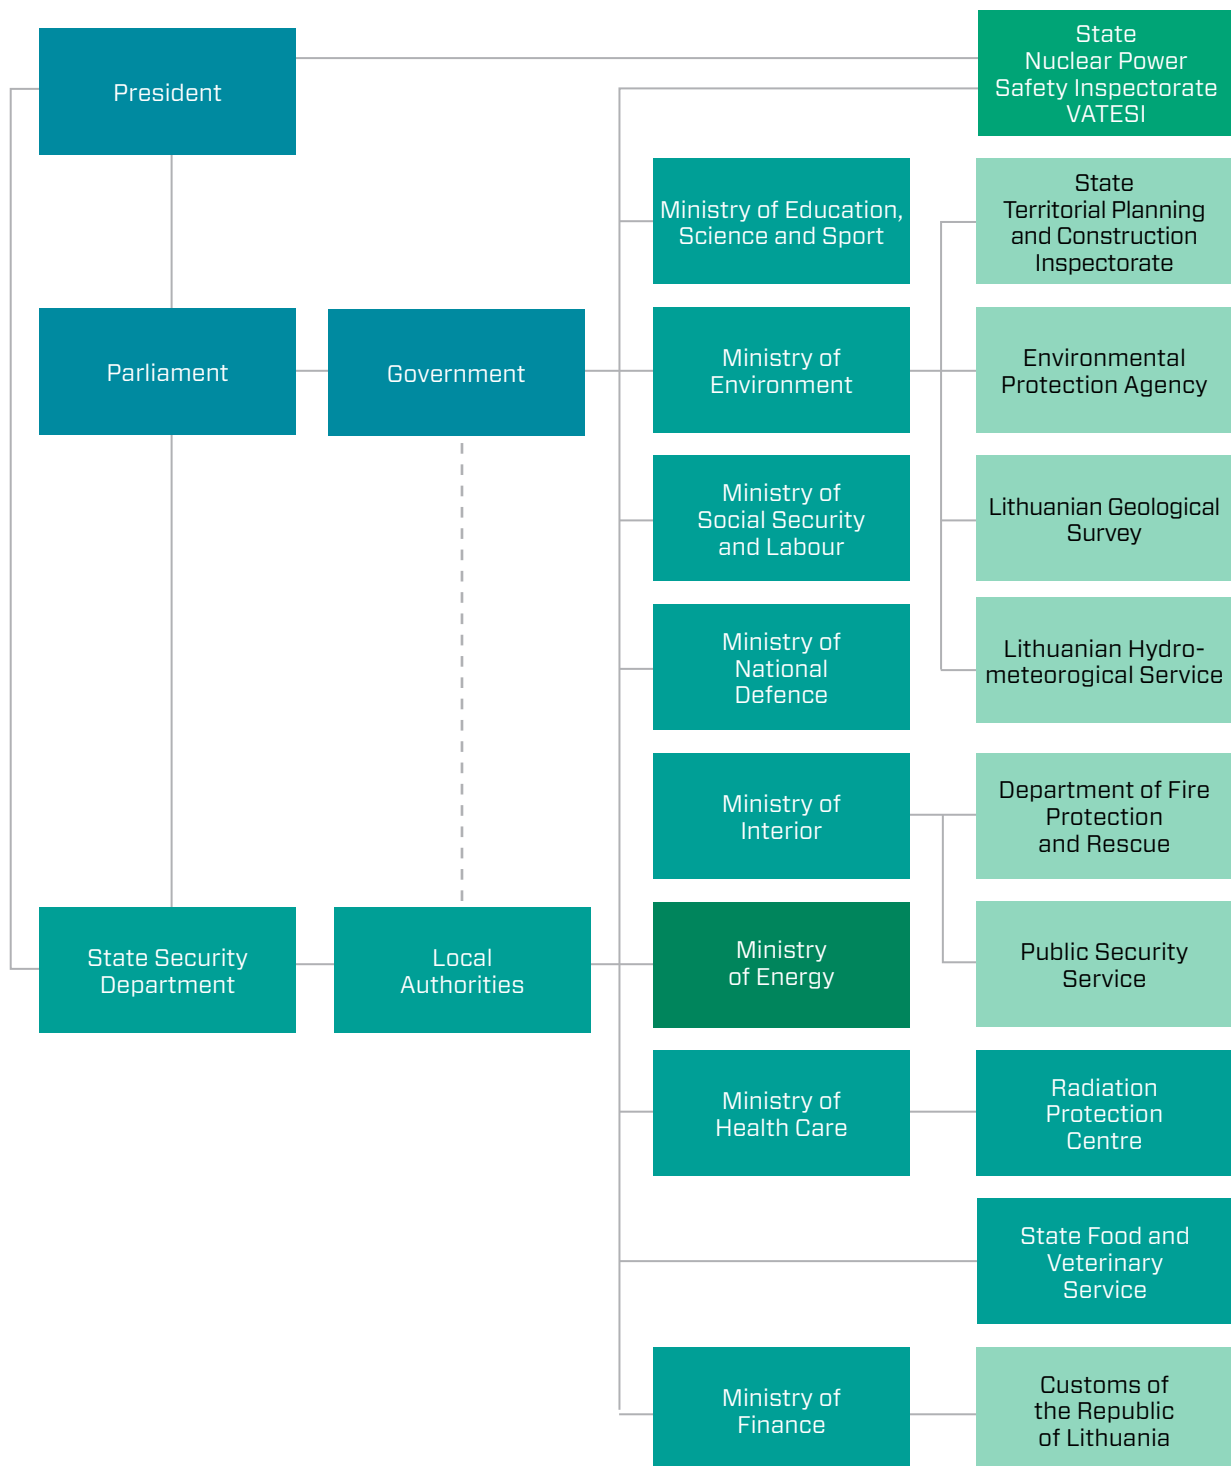 President
State
Nuclear Power
Safety Inspectorate
VATESI
Ministry of Education,
Science and Sport
State
Territorial Planning
and Construction
Inspectorate
Parliament
Government
Ministry of
Environment
Environmental
Protection Agency
Ministry of
Social Security
and Labour
Lithuanian Geological
Survey
Ministry of
National
Defence
Lithuanian Hydro-
meteorogical Service
Ministry of
Interior
Department of Fire
Protection
and Rescue
State Security
Department
Local
Authorities
Ministry
of Energy
Public Security
Service
Ministry of
Health Care
Radiation
Protection
Centre
State Food and
Veterinary
Service
Ministry of
Finance
Customs of
the Republic
of Lithuania